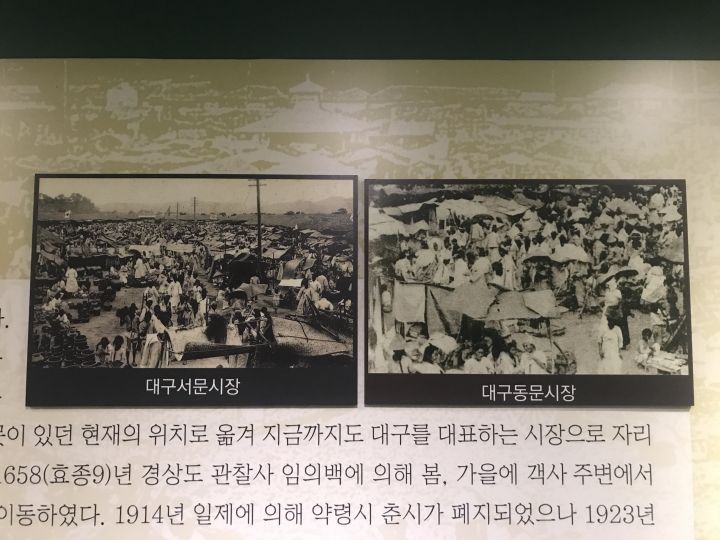 대구서문시장
대구동문시장
있던 현재의 위치로 옮겨 지금까지도 대구를 대표하는 시장으로 자리
1658(효종9)년 경상도 관찰사 임의백에 의해 봄, 가을에 객사 주변에서
이동하였다. 1914년 일제에 의해 약령시 춘시가 폐지되었으나 1923년